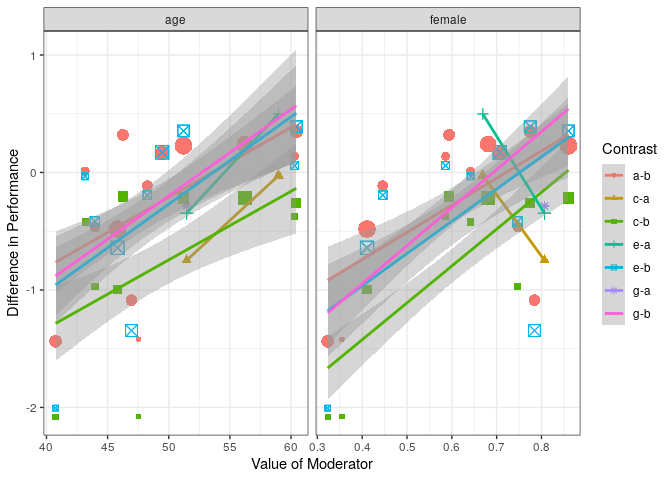 age female
1
0
-1
-2
40 45 50 55 60 0.3 0.4 0.5 0.6 0.7 0.8
Value of Moderator
Difference in Performance
Contrast
a-b
c-a
c-b
e-a
e-b
g-a
g-b